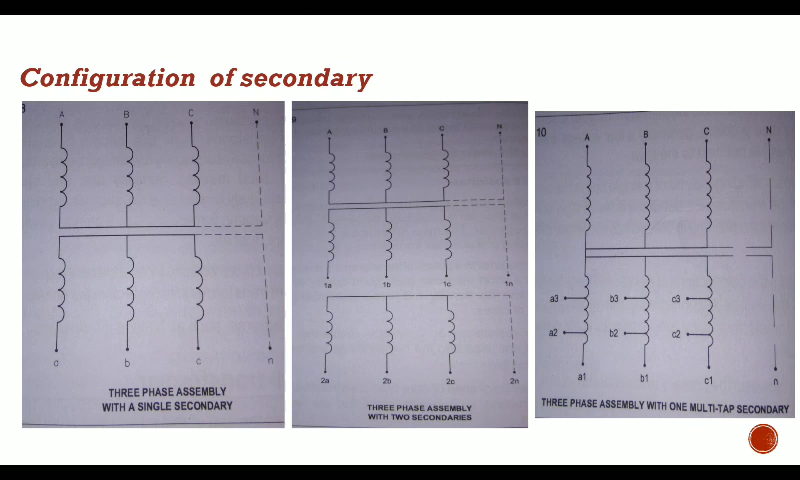 Configuration of secondary
A B C N
a b c n
THREE PHASE ASSEMBLY
WITH A SINGLE SECONDARY
9
A B C N
1a 1b 1c 1n
2a 2b 2c 2n
THREE PHASE ASSEMBLY
WITH TWO SECONDARIES
10
A B C N
a3 b3 c3
a2 b2 c2
a1 b1 c1 n
THREE PHASE ASSEMBLY WITH ONE MULTI-TAP SECONDARY